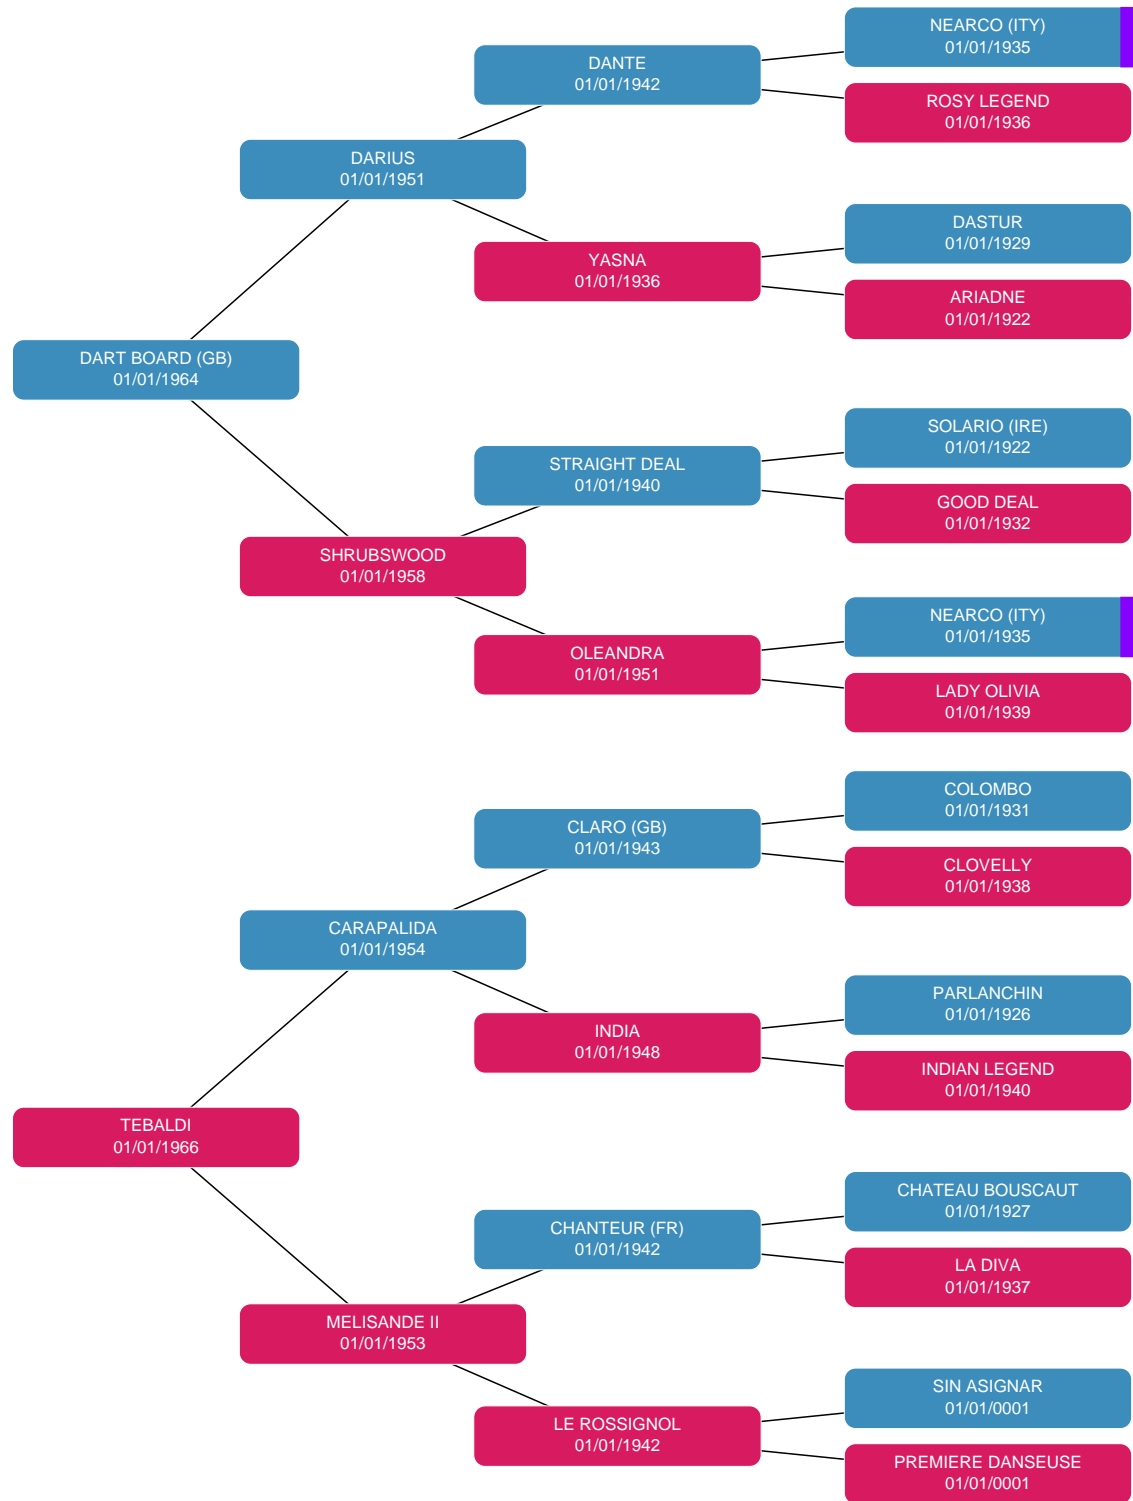 NEARCO (ITY)
01/01/1935
DANTE
01/01/1942
ROSY LEGEND
01/01/1936
DARIUS
01/01/1951
DASTUR
01/01/1929
YASNA
01/01/1936
ARIADNE
01/01/1922
DART BOARD (GB)
01/01/1964
SOLARIO (IRE)
01/01/1922
STRAIGHT DEAL
01/01/1940
GOOD DEAL
01/01/1932
SHRUBSWOOD
01/01/1958
NEARCO (ITY)
01/01/1935
OLEANDRA
01/01/1951
LADY OLIVIA
01/01/1939
COLOMBO
01/01/1931
CLARO (GB)
01/01/1943
CLOVELLY
01/01/1938
CARAPALIDA
01/01/1954
PARLANCHIN
01/01/1926
INDIA
01/01/1948
INDIAN LEGEND
01/01/1940
TEBALDI
01/01/1966
CHATEAU BOUSCAUT
01/01/1927
CHANTEUR (FR)
01/01/1942
LA DIVA
01/01/1937
MELISANDE II
01/01/1953
SIN ASIGNAR
01/01/0001
LE ROSSIGNOL
01/01/1942
PREMIERE DANSEUSE
01/01/0001